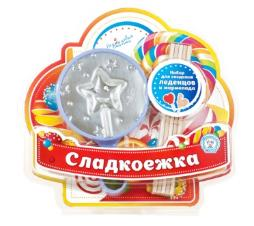 Набор для создания
леденцов
и мармелада
Сладкоежка